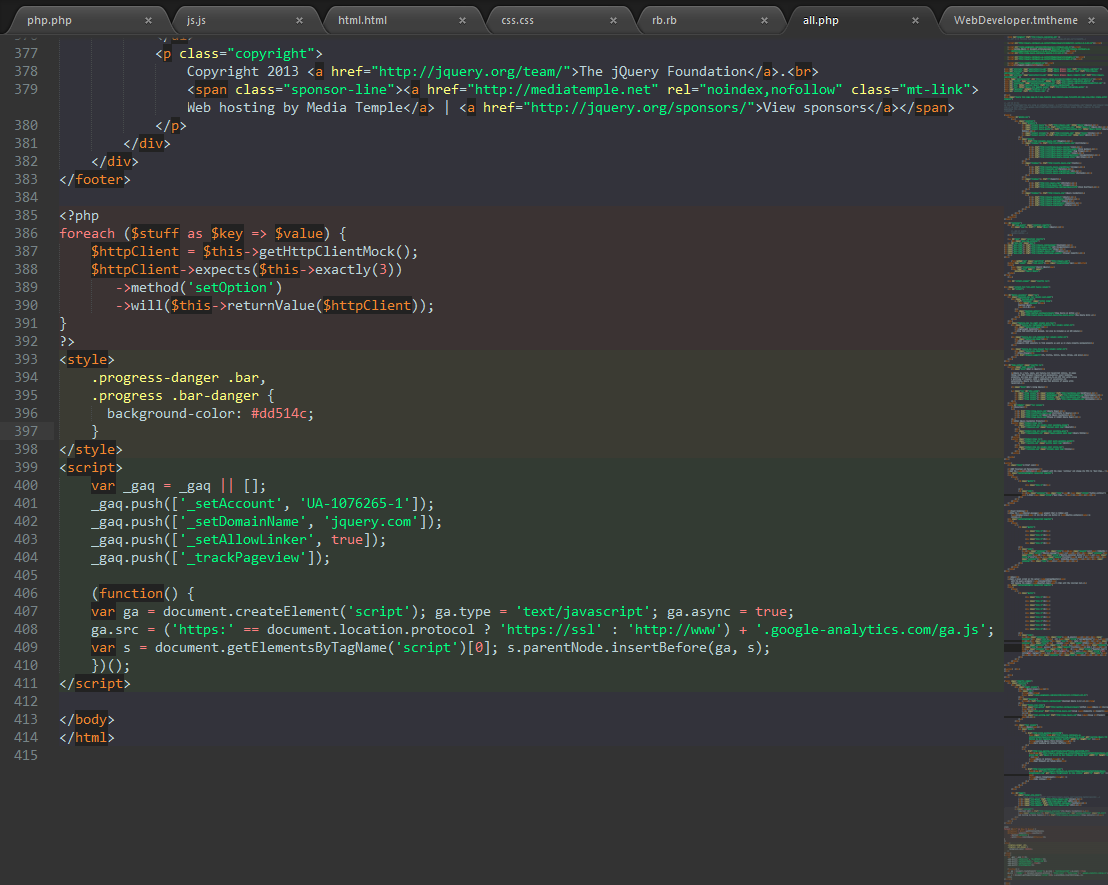 php.php × js.js × html.html × css.css × rb.rb × all.php × WebDeveloper.tmtheme ×
377 <p class="copyright">
378 Copyright 2013 <a href="http://jquery.org/team/">The jQuery Foundation</a>.<br>
379 <span class="sponsor-line"><a href="http://mediatemple.net" rel="noindex,nofollow" class="mt-link">
Web hosting by Media Temple</a> | <a href="http://jquery.org/sponsors/">View sponsors</a></span>
380 </p>
381 </div>
382 </div>
383 </footer>
384
385 <?php
386 foreach ($stuff as $key => $value) {
387 $httpClient = $this->getHttpClientMock();
388 $httpClient->expects($this->exactly(3))
389 ->method('setOption')
390 ->will($this->returnValue($httpClient));
391 }
392 ?>
393 <style>
394 .progress-danger .bar,
395 .progress .bar-danger {
396 background-color: #dd514c;
397 }
398 </style>
399 <script>
400 var _gaq = _gaq || [];
401 _gaq.push(['_setAccount', 'UA-1076265-1']);
402 _gaq.push(['_setDomainName', 'jquery.com']);
403 _gaq.push(['_setAllowLinker', true]);
404 _gaq.push(['_trackPageview']);
405
406 (function() {
407 var ga = document.createElement('script'); ga.type = 'text/javascript'; ga.async = true;
408 ga.src = ('https:' == document.location.protocol ? 'https://ssl' : 'http://www') + '.google-analytics.com/ga.js';
409 var s = document.getElementsByTagName('script')[0]; s.parentNode.insertBefore(ga, s);
410 })();
411 </script>
412
413 </body>
414 </html>
415